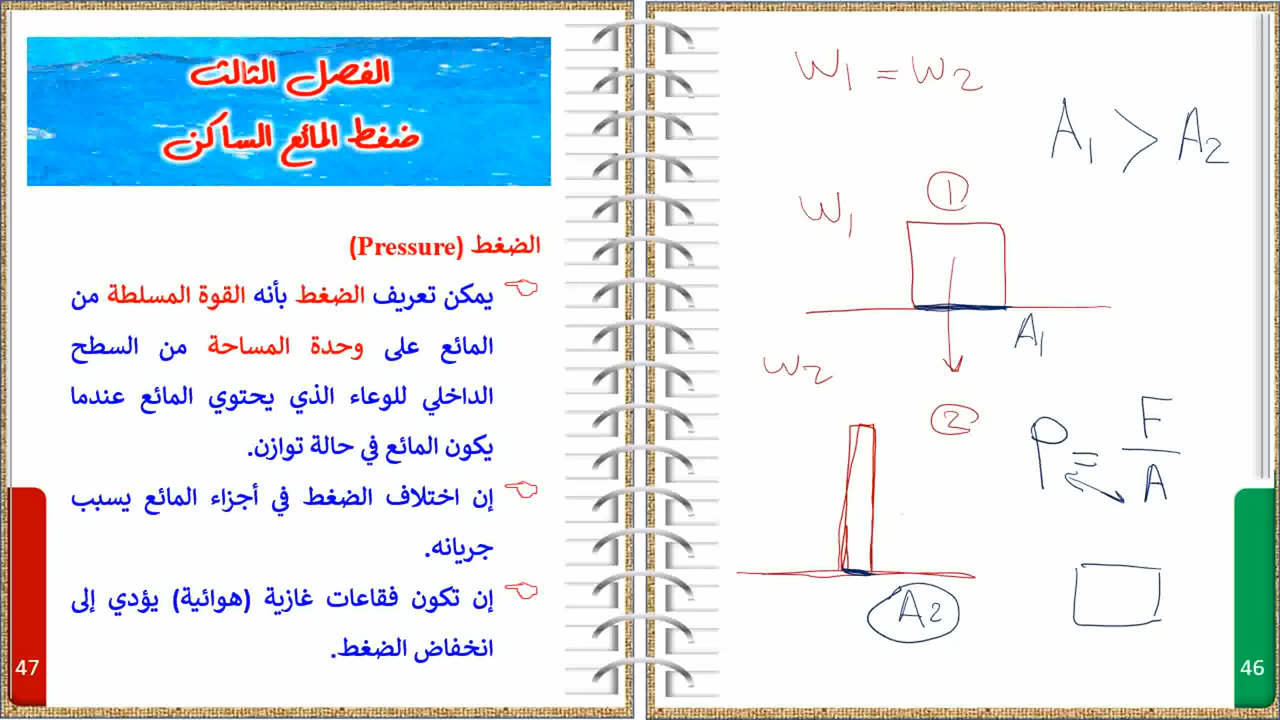 الفصل الثالث
ضغط المائع الساكن
الضغط (Pressure)
يمكن تعريف الضغط بأنه القوة المسلطة من
المائع على وحدة المساحة من السطح
الداخلي للوعاء الذي يحتوي المائع عندما
يكون المائع في حالة توازن.
إن اختلاف الضغط في أجزاء المائع يسبب
جريانه.
إن تكون فقاعات غازية (هوائية) يؤدي إلى
انخفاض الضغط.
47
W1 = W2
A1 > A2
1
W1
A1
W2
2
P = F
A
A2
46